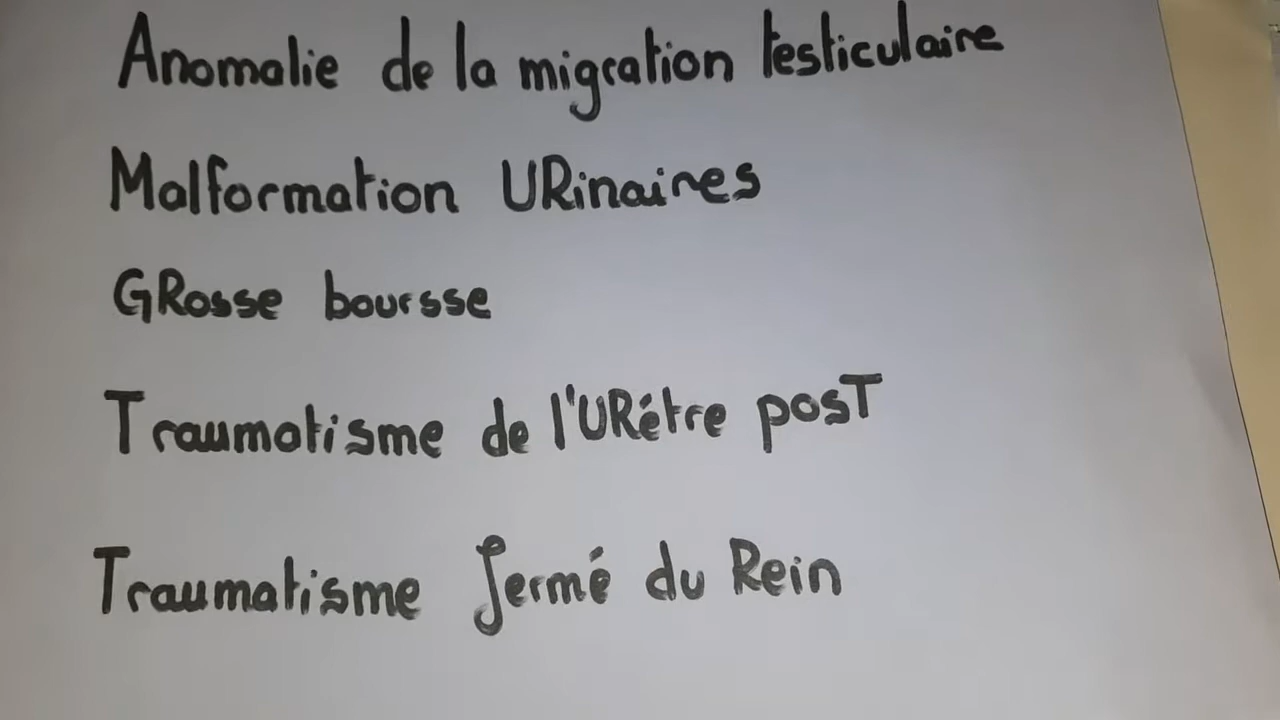 Anomalie de la migration testiculaire
Malformation URinaires
GRosse boursse
Traumatisme de l'URétre posT
Traumatisme fermé du Rein